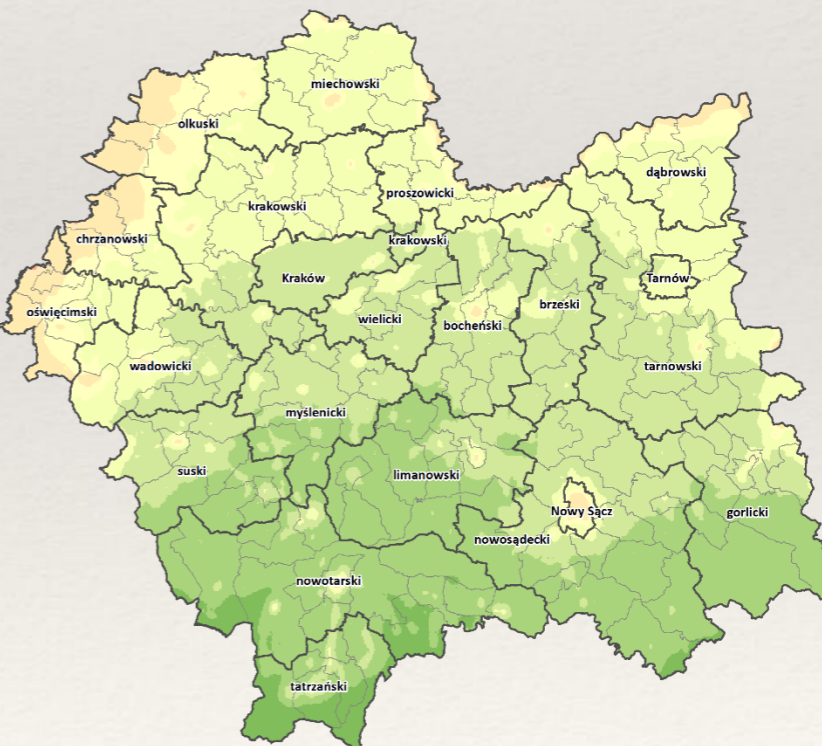 miechowski
olkuski
dąbrowski
proszowicki
krakowski
chrzanowski
krakowski
Kraków
Tarnów
oświęcimski
wielicki
bocheński
brzeski
wadowicki
tarnowski
myślenicki
suski
limanowski
Nowy Sącz
gorlicki
nowosądecki
nowotarski
tatrzański